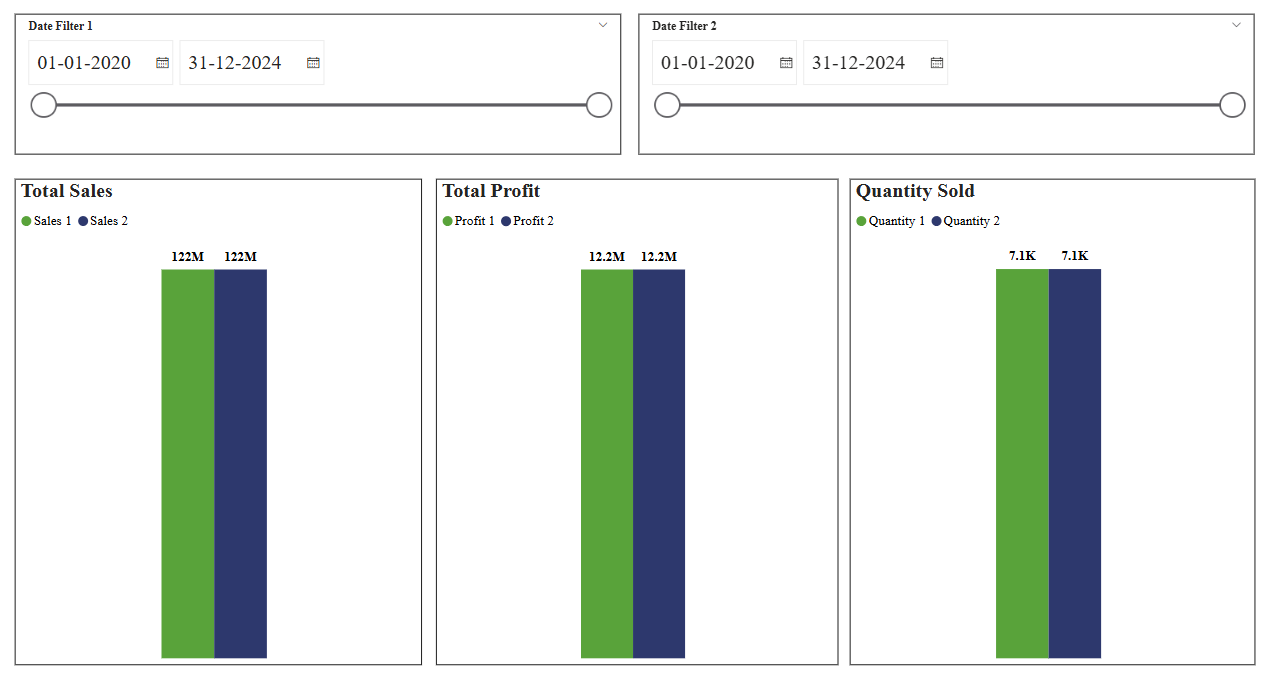 Date Filter 1
01-01-2020 31-12-2024
Date Filter 2
01-01-2020 31-12-2024
Total Sales
Sales 1 Sales 2
122M 122M
Total Profit
Profit 1 Profit 2
12.2M 12.2M
Quantity Sold
Quantity 1 Quantity 2
7.1K 7.1K